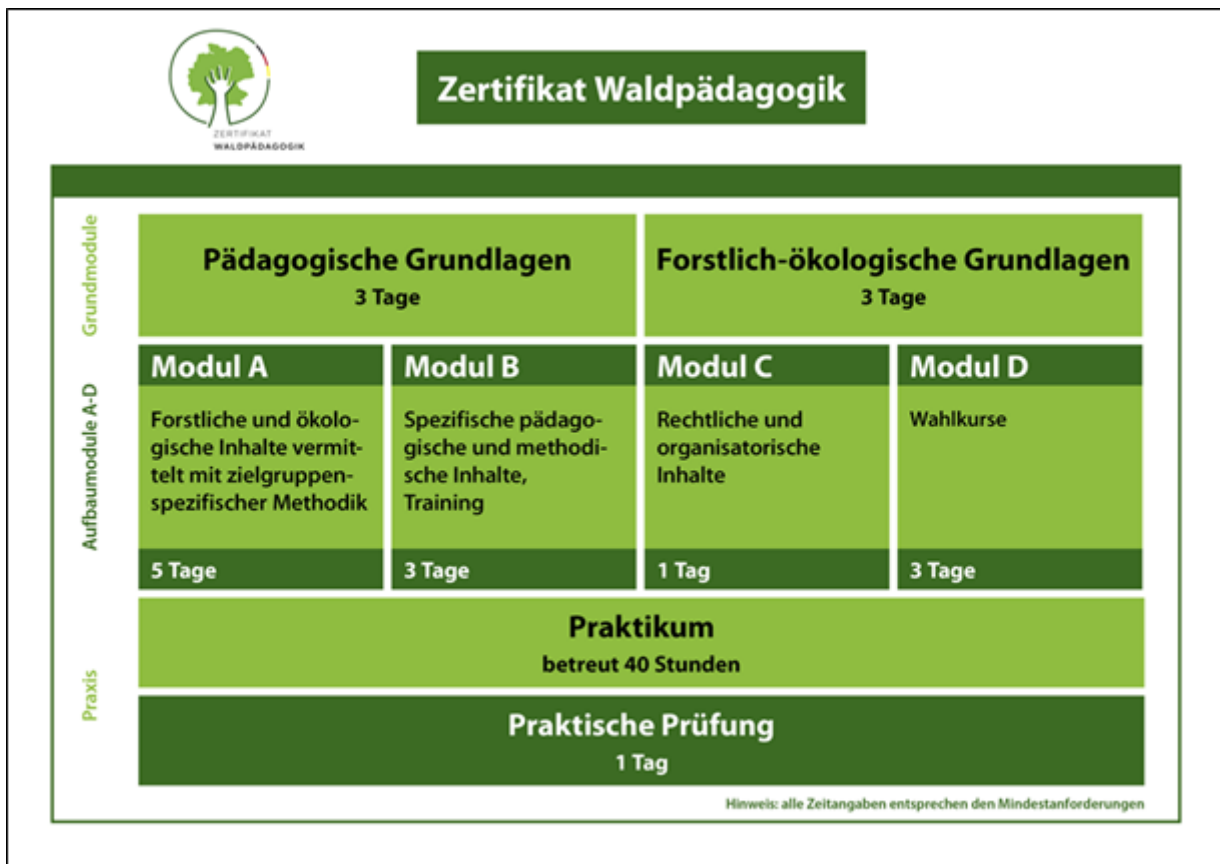 ZERTIFIKAT
WALDPÄDAGOGIK
Zertifikat Waldpädagogik
Grundmodule
Pädagogische Grundlagen
3 Tage
Forstlich-ökologische Grundlagen
3 Tage
Aufbaumodule A-D
Modul A
Forstliche und ökolo-
gische Inhalte vermit-
telt mit zielgruppen-
spezifischer Methodik
5 Tage
Modul B
Spezifische pädago-
gische und methodi-
sche Inhalte,
Training
3 Tage
Modul C
Rechtliche und
organisatorische
Inhalte
1 Tag
Modul D
Wahlkurse
3 Tage
Praxis
Praktikum
betreut 40 Stunden
Praktische Prüfung
1 Tag
Hinweis: alle Zeitangaben entsprechen den Mindestanforderungen